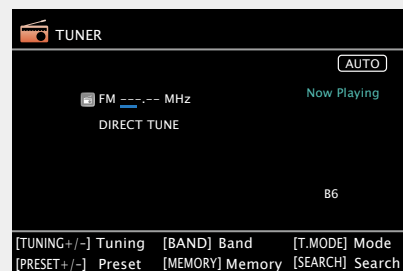 TUNER
AUTO
Now Playing
FM ---.-- MHz
DIRECT TUNE
B6
[TUNING+/-] Tuning [BAND] Band [T.MODE] Mode
[PRESET+/-] Preset [MEMORY] Memory [SEARCH] Search